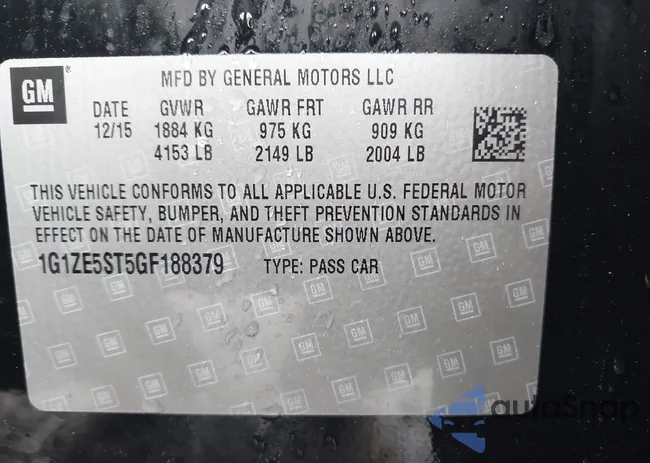 GM
MFD BY GENERAL MOTORS LLC
DATE GVWR GAWR FRT GAWR RR
12/15 1884 KG 975 KG 909 KG
4153 LB 2149 LB 2004 LB
THIS VEHICLE CONFORMS TO ALL APPLICABLE U.S. FEDERAL MOTOR
VEHICLE SAFETY, BUMPER, AND THEFT PREVENTION STANDARDS IN
EFFECT ON THE DATE OF MANUFACTURE SHOWN ABOVE.
1G1ZE5ST5GF188379 TYPE: PASS CAR
autoSnap